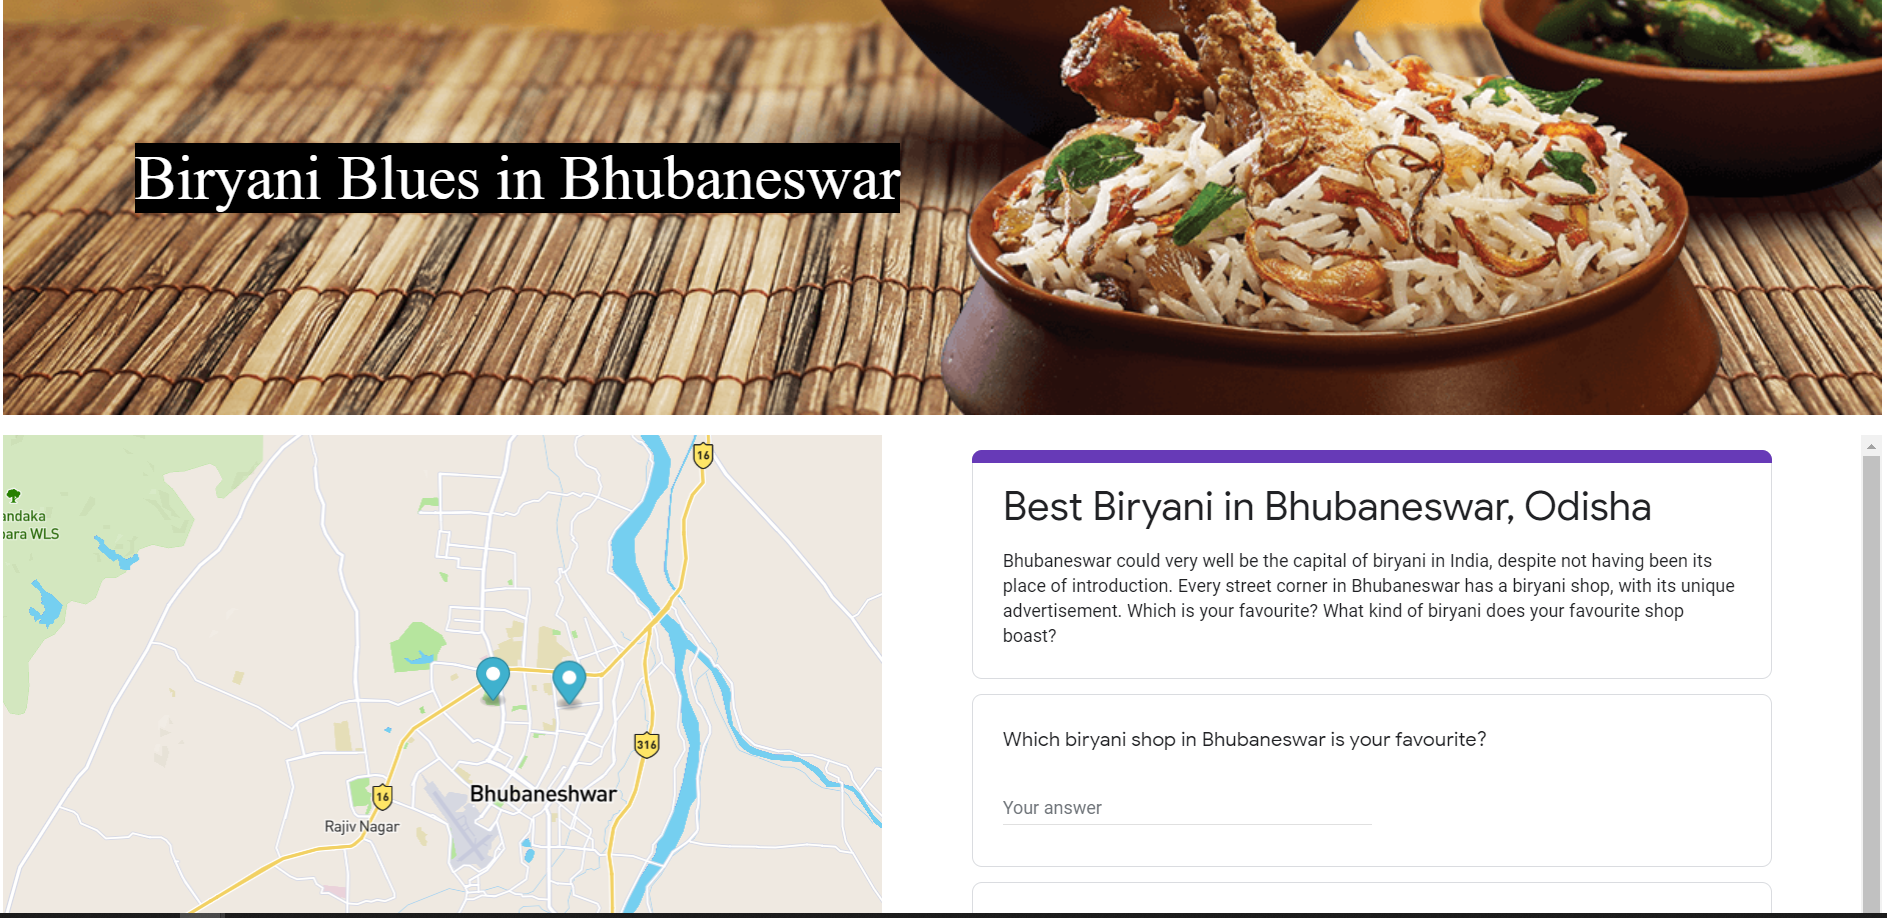 Biryani Blues in Bhubaneswar
16
andaka
para WLS
316
Bhubaneshwar
16
Rajiv Nagar
Best Biryani in Bhubaneswar, Odisha
Bhubaneswar could very well be the capital of biryani in India, despite not having been its
place of introduction. Every street corner in Bhubaneswar has a biryani shop, with its unique
advertisement. Which is your favourite? What kind of biryani does your favourite shop
boast?
Which biryani shop in Bhubaneswar is your favourite?
Your answer